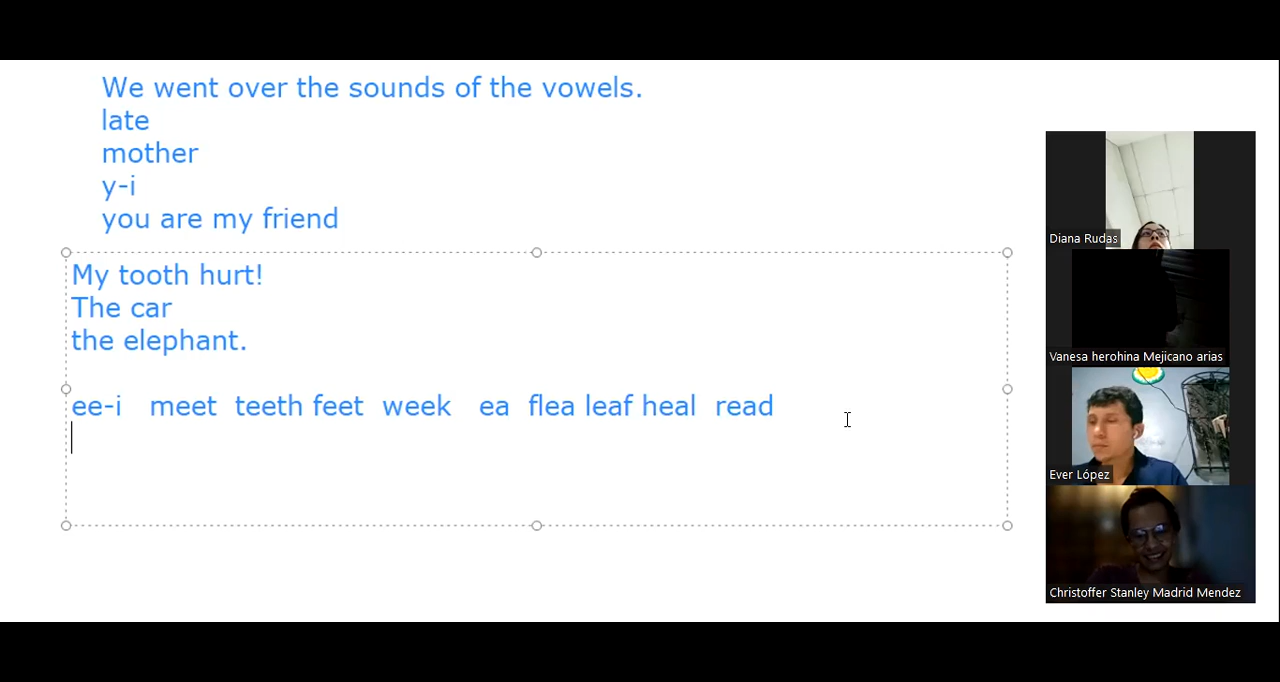 We went over the sounds of the vowels.
late
mother
y-i
you are my friend
My tooth hurt!
The car
the elephant.
ee-i meet teeth feet week ea flea leaf heal read
Diana Rudas
Vanesa herohina Mejicano arias
Ever López
Christoffer Stanley Madrid Mendez